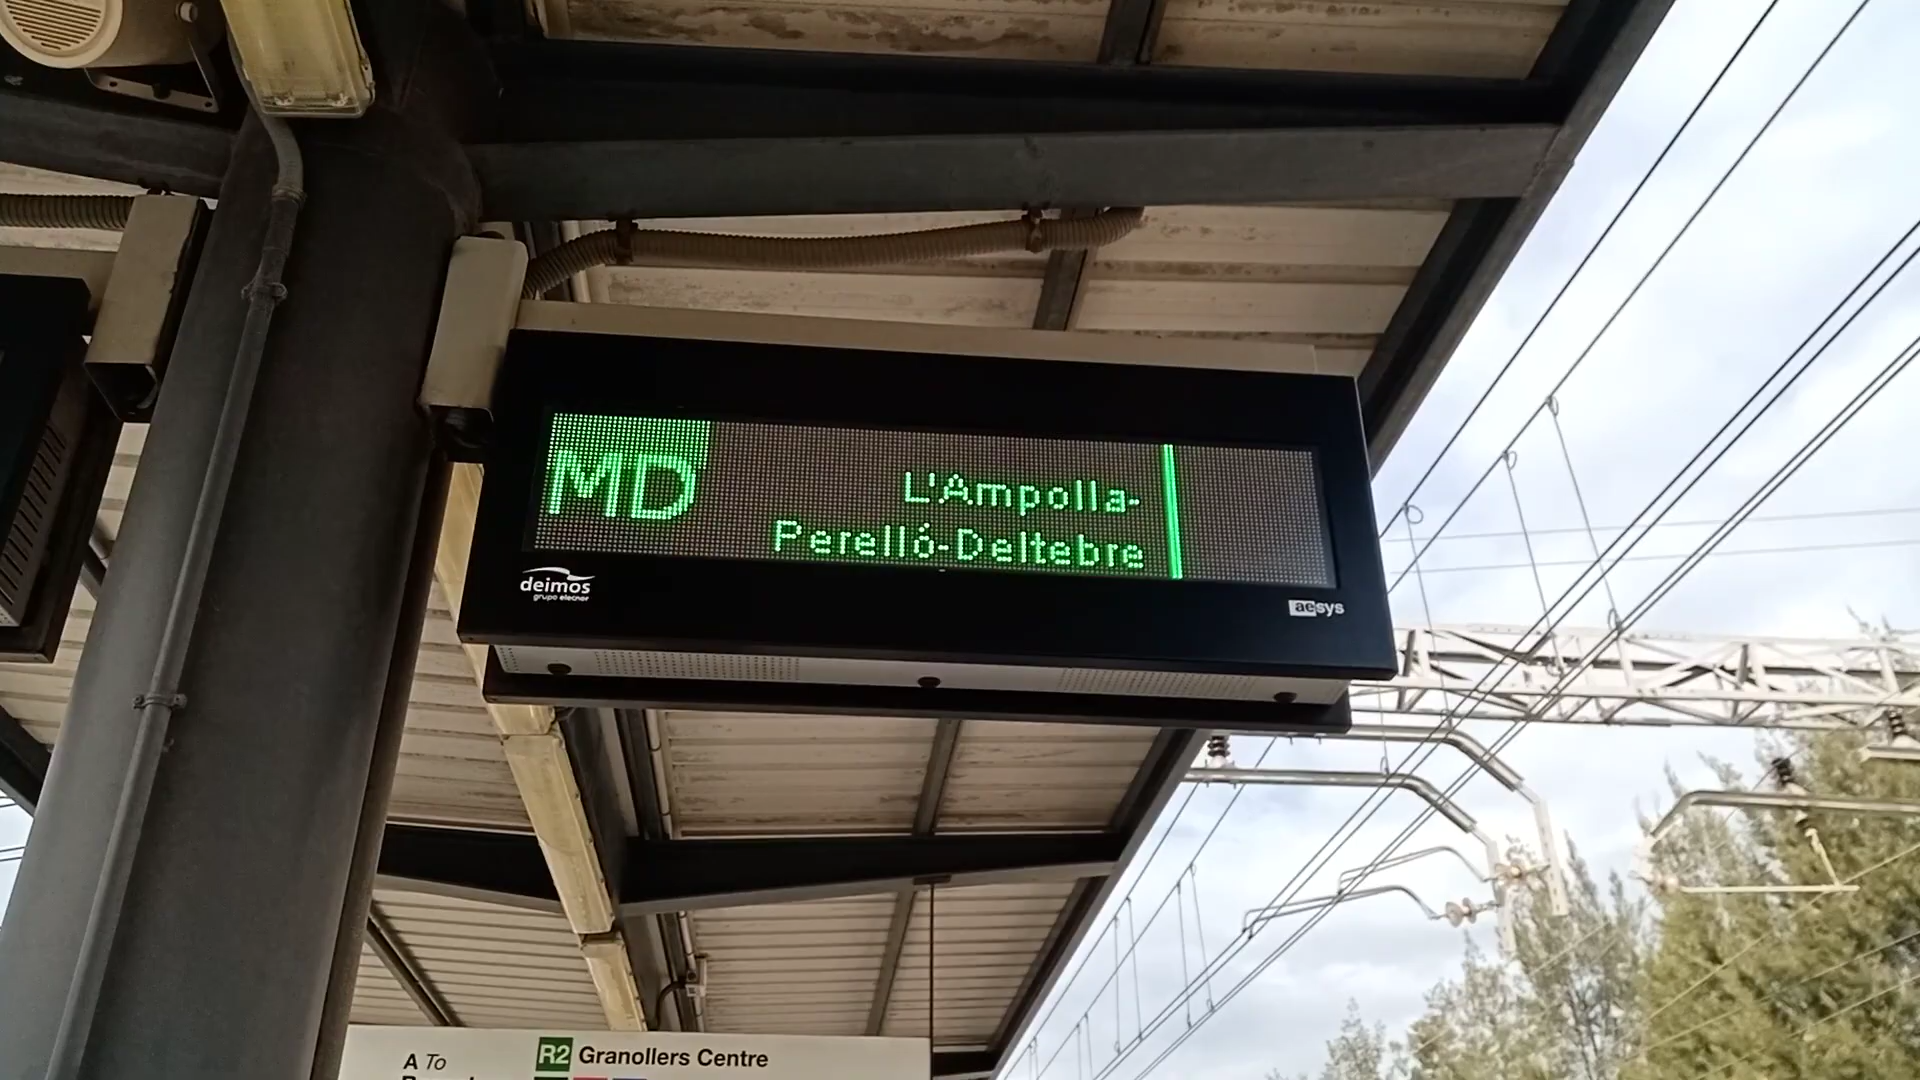 MD
L'Ampolla-
Perelló-Deltebre
deimos
grupo elecnor
aesys
A To
R2 Granollers Centre